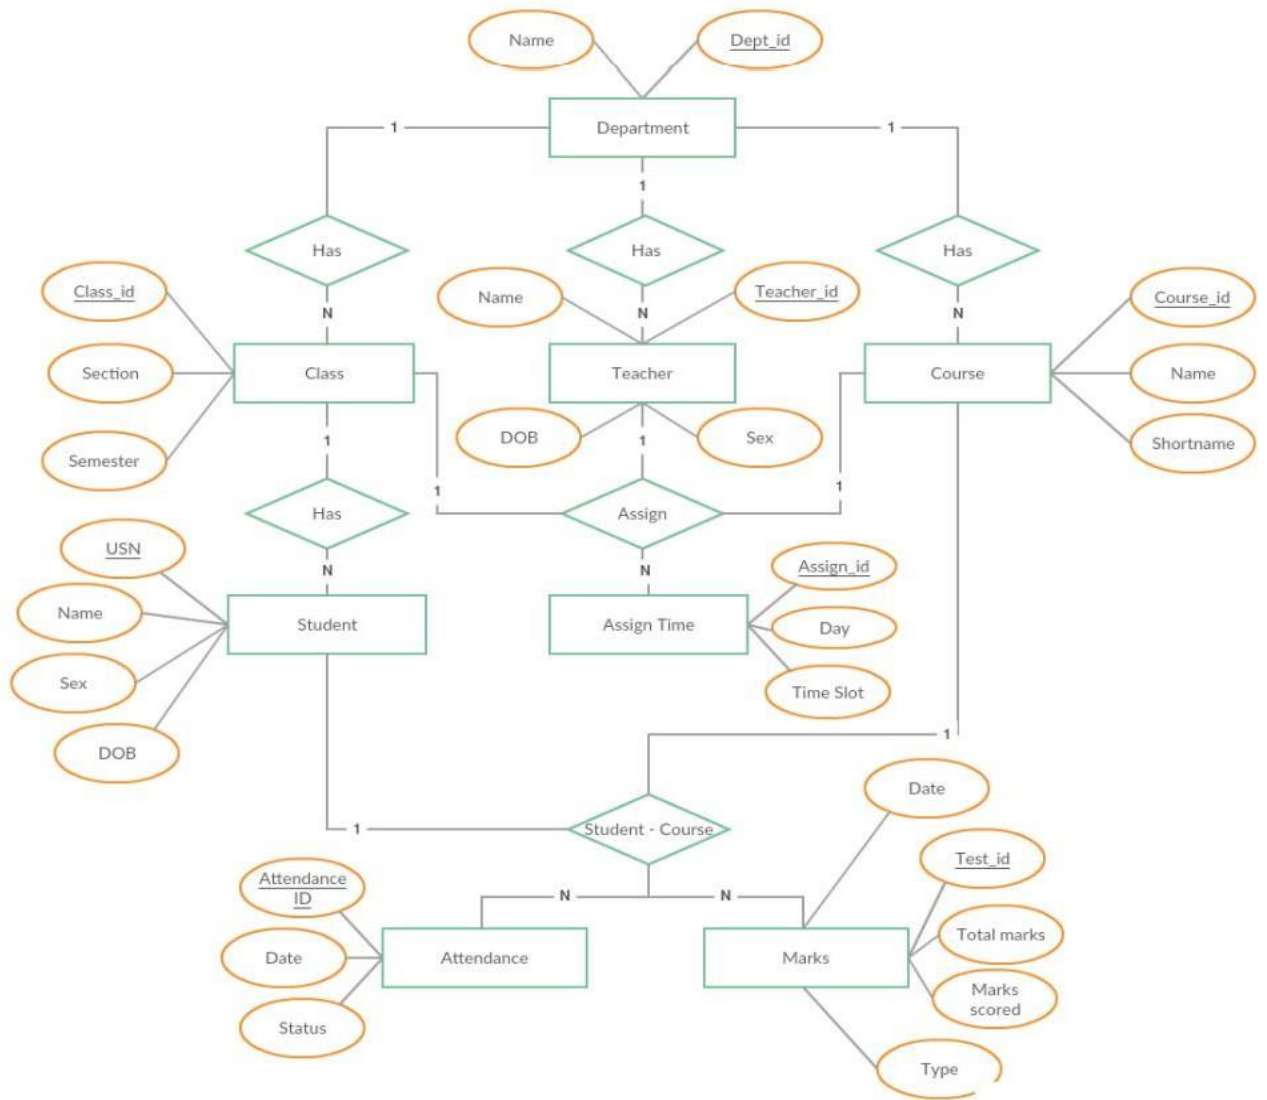 Name
Dept_id
Department
1
1
1
Has
Has
Has
Class_id
Name
Teacher_id
Course_id
N
N
N
Section
Class
Teacher
Course
Name
Semester
1
DOB
1
Sex
Shortname
1
1
Has
Assign
USN
N
N
Assign_id
Name
Student
Assign Time
Day
Sex
Time Slot
DOB
1
Date
1
Student - Course
Test_id
Attendance
ID
N
N
Total marks
Date
Attendance
Marks
Marks
scored
Status
Type